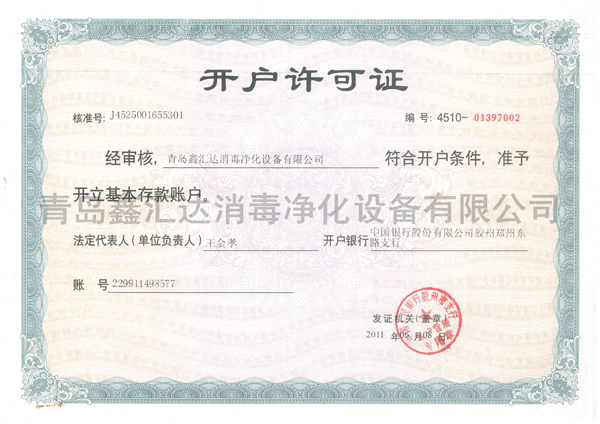 开户许可证
核准号: J4525001655301
编 号: 4510- 01397002
经审核, 青岛鑫汇达消毒净化设备有限公司 符合开户条件, 准予
开立基本存款账户。
青岛鑫汇达消毒净化设备有限公司
法定代表人(单位负责人) 王金孝 开户银行 中国银行股份有限公司胶州郑州东
路支行
账 号 229911498577
发证机关(盖章)
2011 年 06 月 08 日